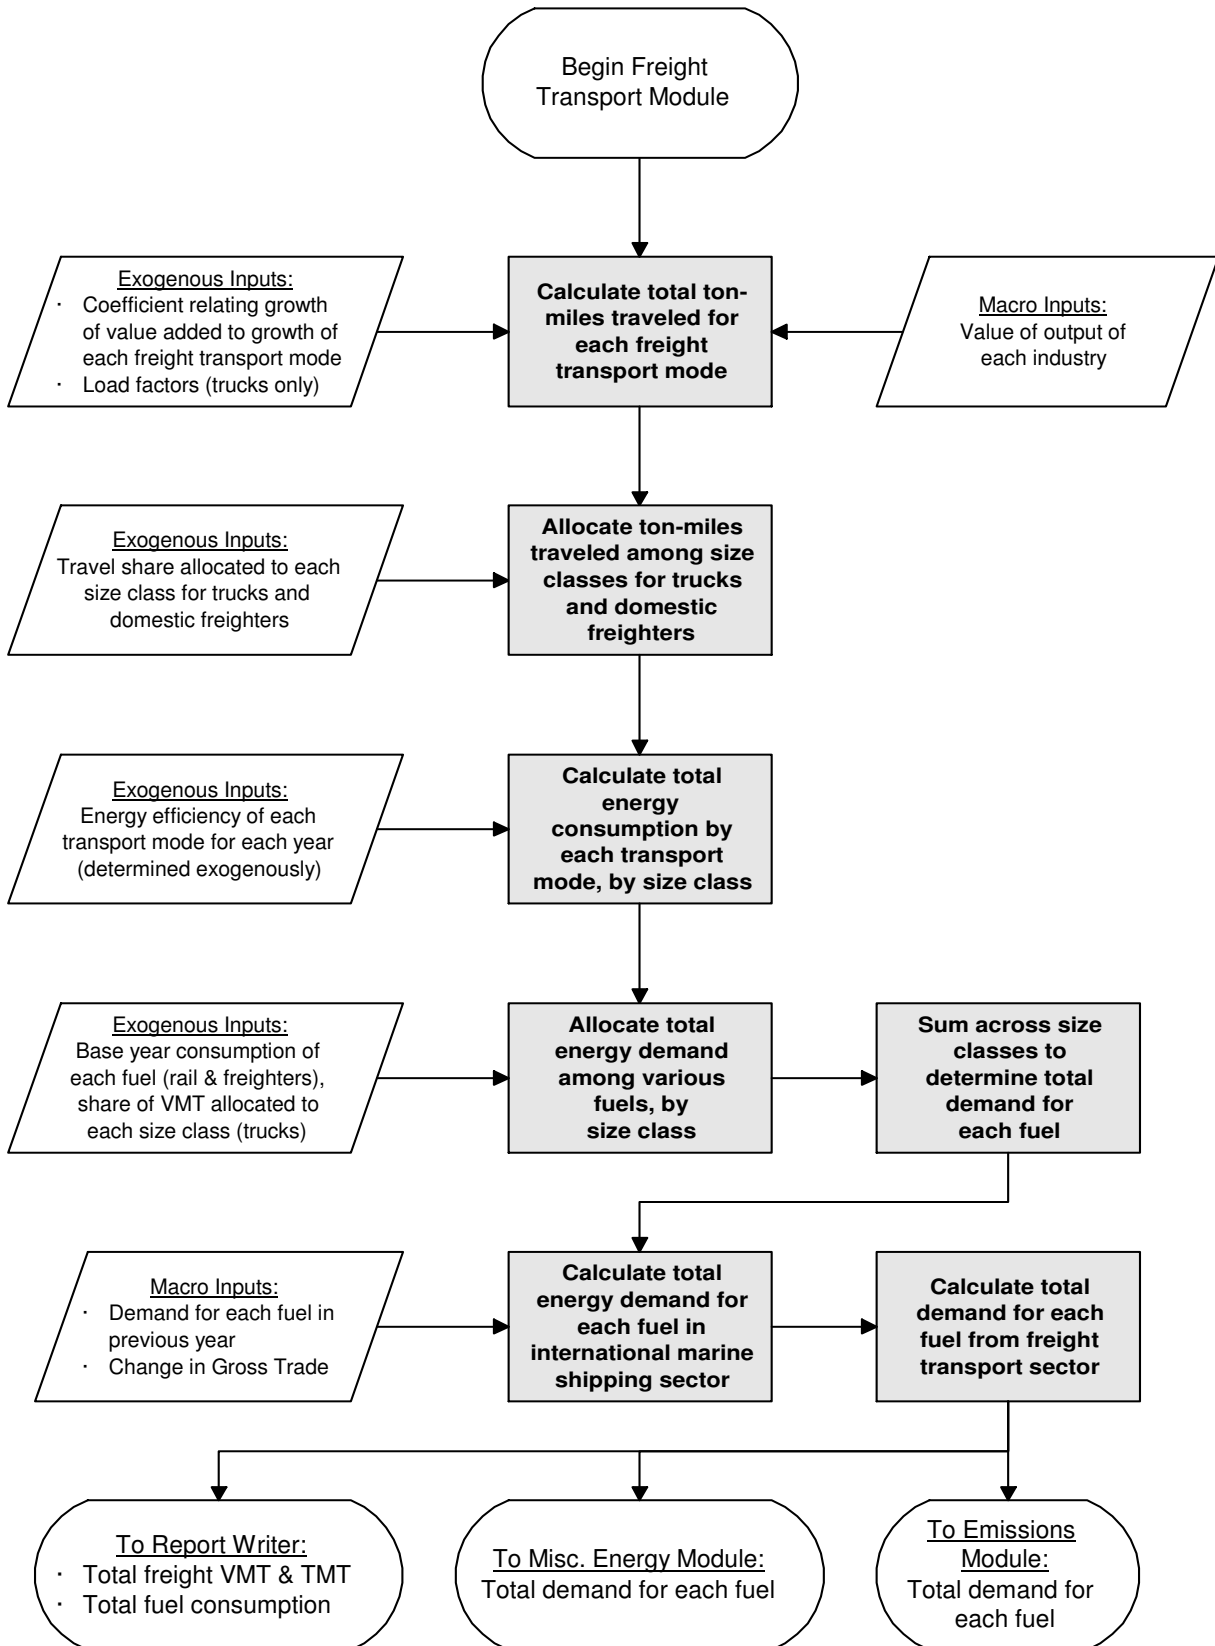 Begin Freight
Transport Module
Exogenous Inputs:
· Coefficient relating growth
of value added to growth of
each freight transport mode
· Load factors (trucks only)
Calculate total ton-
miles traveled for
each freight
transport mode
Macro Inputs:
Value of output of
each industry
Exogenous Inputs:
Travel share allocated to each
size class for trucks and
domestic freighters
Allocate ton-miles
traveled among size
classes for trucks
and domestic
freighters
Exogenous Inputs:
Energy efficiency of each
transport mode for each year
(determined exogenously)
Calculate total
energy
consumption by
each transport
mode, by size class
Exogenous Inputs:
Base year consumption of
each fuel (rail & freighters),
share of VMT allocated to
each size class (trucks)
Allocate total
energy demand
among various
fuels, by
size class
Sum across size
classes to
determine total
demand for
each fuel
Macro Inputs:
· Demand for each fuel in
previous year
· Change in Gross Trade
Calculate total
energy demand for
each fuel in
international marine
shipping sector
Calculate total
demand for each
fuel from freight
transport sector
To Report Writer:
· Total freight VMT & TMT
· Total fuel consumption
To Misc. Energy Module:
Total demand for each fuel
To Emissions
Module:
Total demand for
each fuel